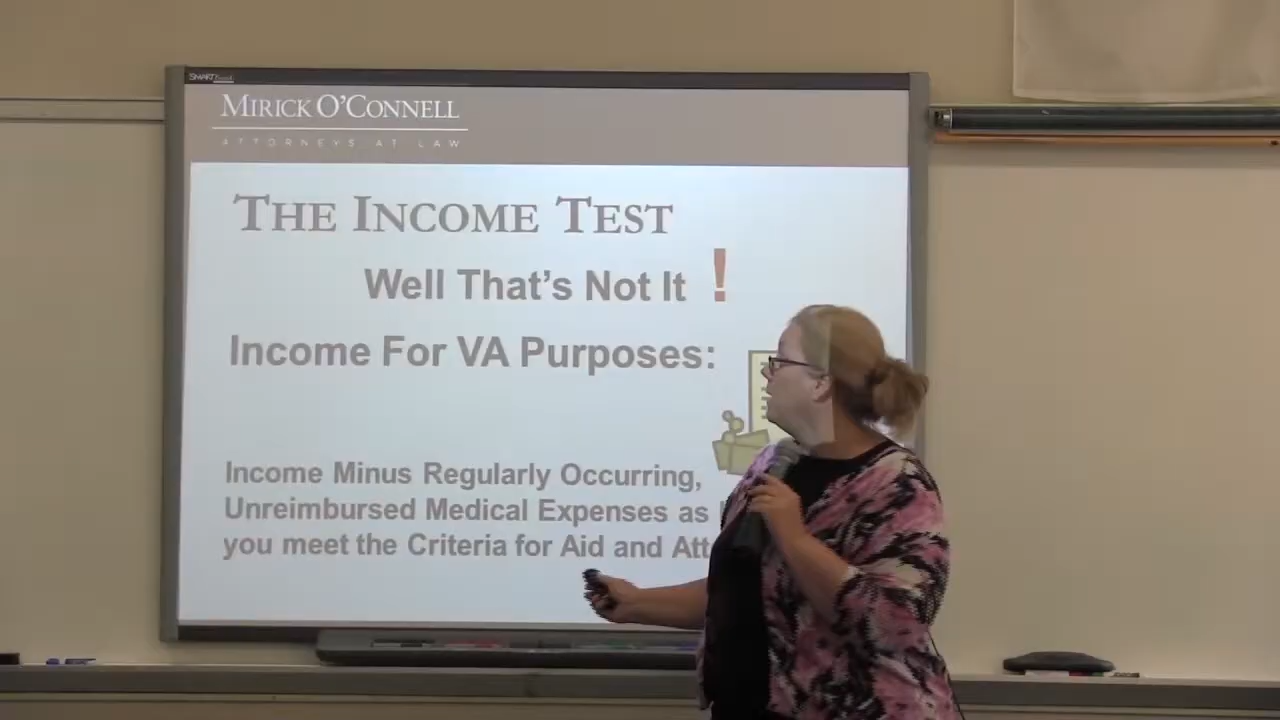 SMART
MIRICK O'CONNELL
ATTORNEYS AT LAW
THE INCOME TEST
Well That's Not It !
Income For VA Purposes:
Income Minus Regularly Occurring,
Unreimbursed Medical Expenses as
you meet the Criteria for Aid and Att